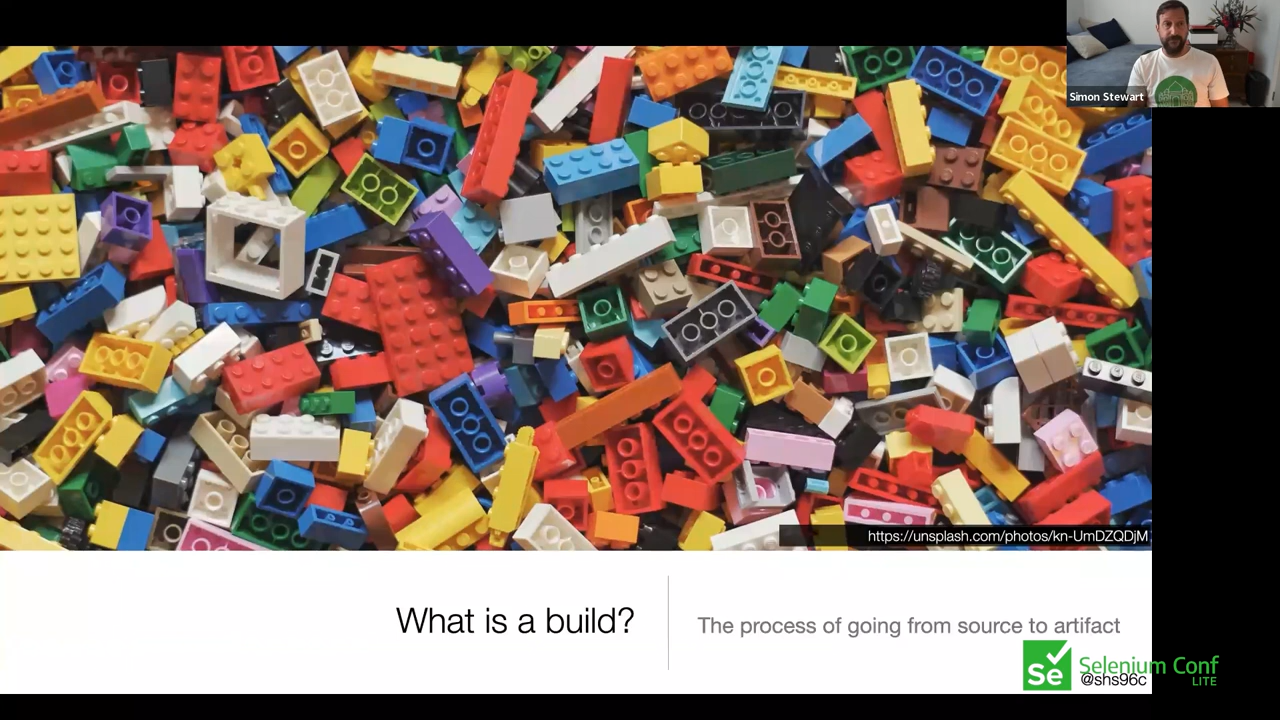 Simon Stewart
https://unsplash.com/photos/kn-UmDZQDjM
What is a build?
The process of going from source to artifact
Se
Selenium Conf
LITE
@shs96c